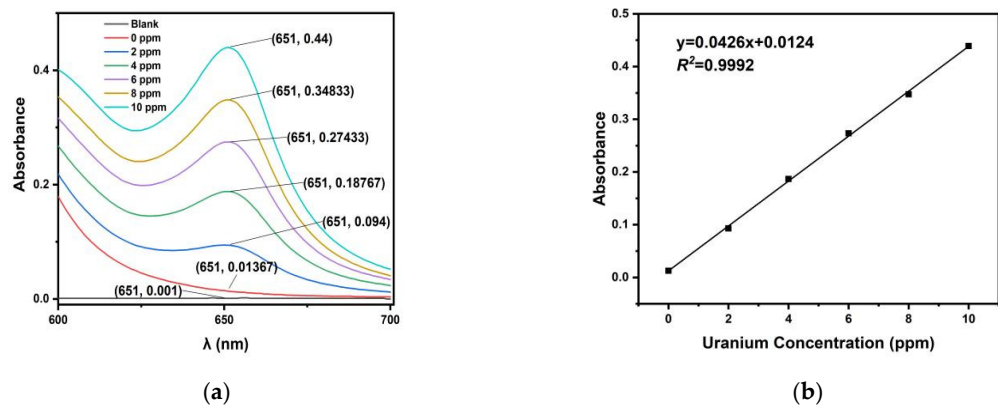 Blank
0 ppm
2 ppm
4 ppm
6 ppm
8 ppm
10 ppm
(651, 0.44)
(651, 0.34833)
(651, 0.27433)
(651, 0.18767)
(651, 0.094)
(651, 0.01367)
(651, 0.001)
Absorbance
0.4
0.2
0.0
600
650
700
λ (nm)
(a)
y=0.0426x+0.0124
R²=0.9992
Absorbance
0.5
0.4
0.3
0.2
0.1
0.0
0
2
4
6
8
10
Uranium Concentration (ppm)
(b)